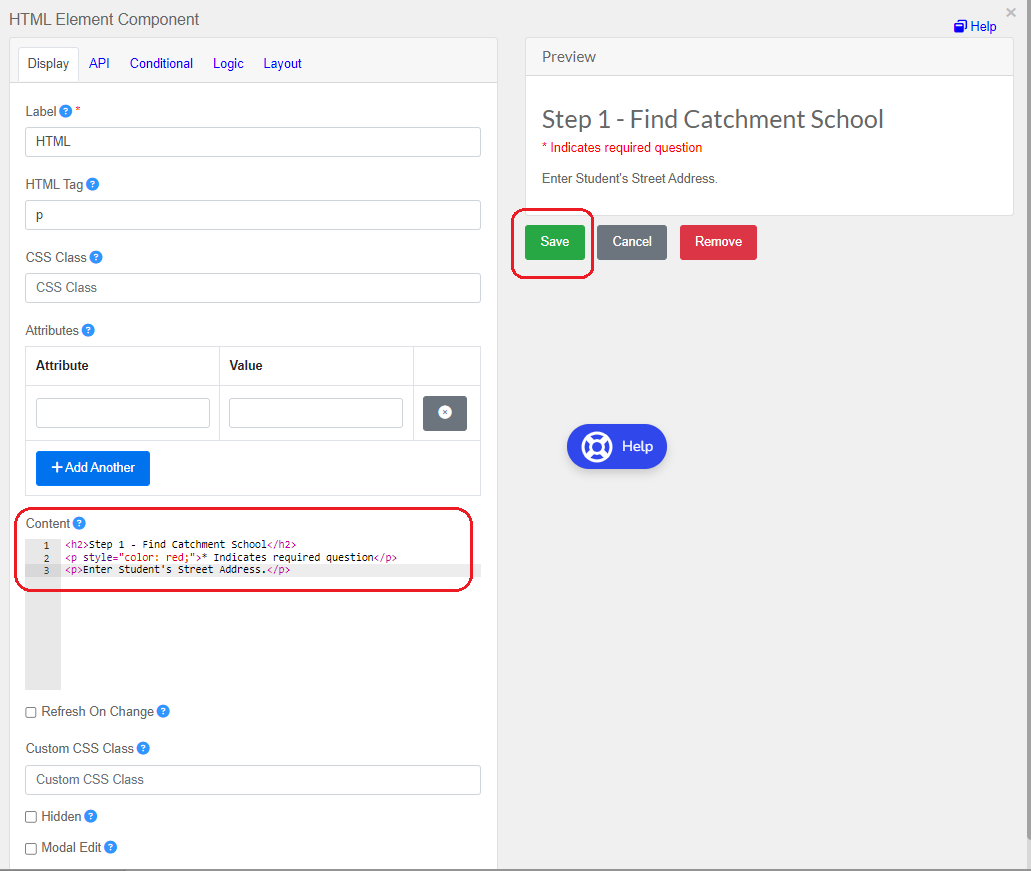 HTML Element Component
Help
Display API Conditional Logic Layout
Label *
HTML
HTML Tag
p
CSS Class
CSS Class
Attributes
Attribute Value
+ Add Another
Content
1 <h2>Step 1 - Find Catchment School</h2>
2 <p style="color: red;">* Indicates required question</p>
3 <p>Enter Student's Street Address.</p>
Refresh On Change
Custom CSS Class
Custom CSS Class
Hidden
Modal Edit
Preview
Step 1 - Find Catchment School
* Indicates required question
Enter Student's Street Address.
Save Cancel Remove
Help